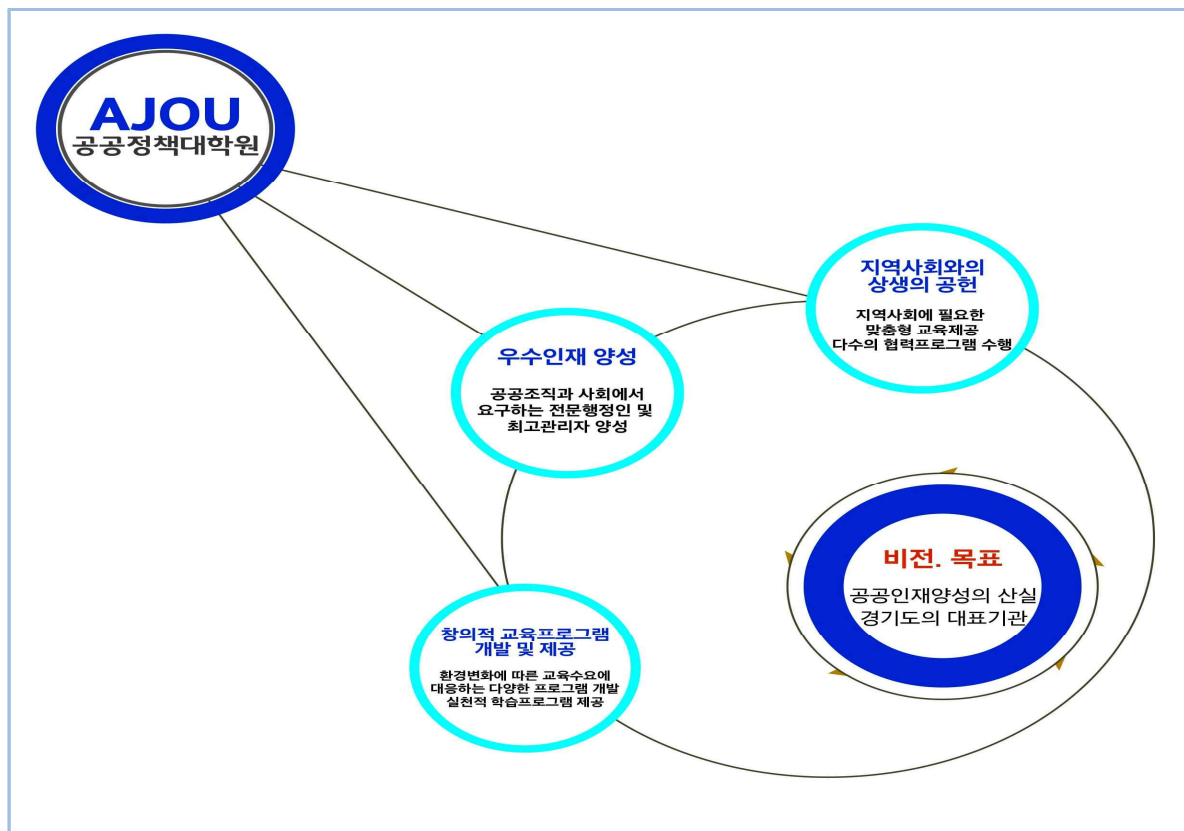 AJOU
공공정책대학원
지역사회와의
상생의 공헌
지역사회에 필요한
맞춤형 교육제공
다수의 협력프로그램 수행
우수인재 양성
공공조직과 사회에서
요구하는 전문행정인 및
최고관리자 양성
비전. 목표
공공인재양성의 산실
경기도의 대표기관
창의적 교육프로그램
개발 및 제공
환경변화에 따른 교육수요에
대응하는 다양한 프로그램 개발
실천적 학습프로그램 제공